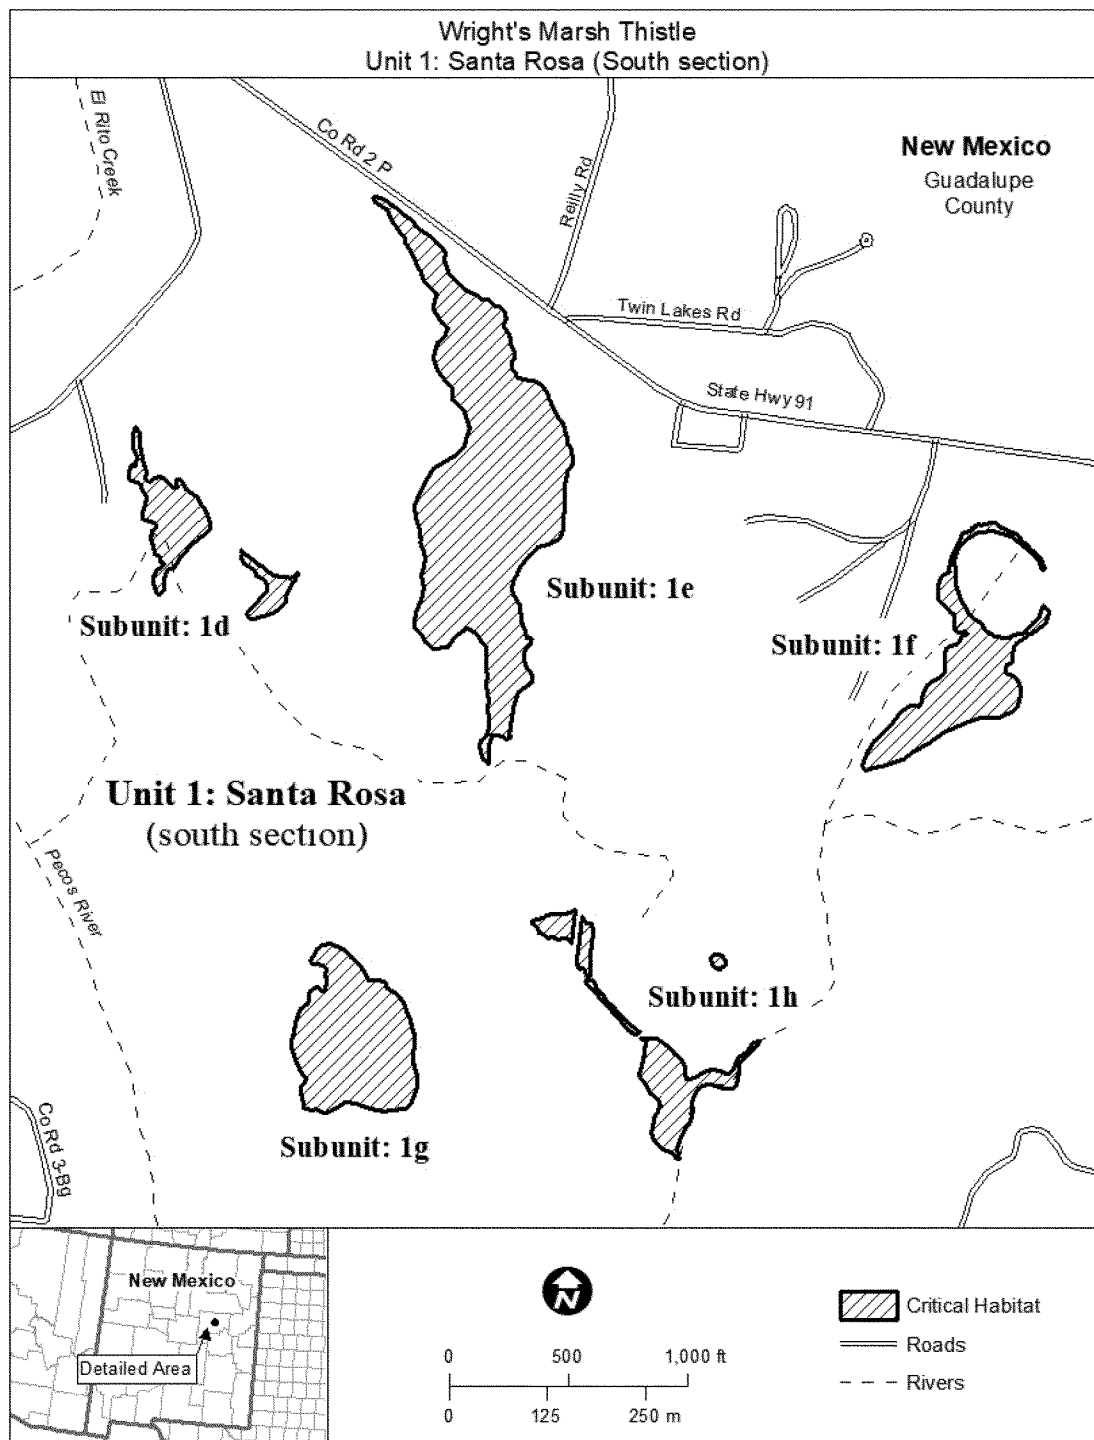 Wright's Marsh Thistle
Unit 1: Santa Rosa (South section)
El Rito Creek
Co Rd 2 P
Reilly Rd
New Mexico
Guadalupe
County
Twin Lakes Rd
State Hwy 91
Subunit: 1e
Subunit: 1d
Subunit: 1f
Unit 1: Santa Rosa
(south section)
Pecos River
Subunit: 1h
Subunit: 1g
Co Rd 3-Bg
New Mexico
Detailed Area
N
0 500 1,000 ft
0 125 250 m
Critical Habitat
Roads
Rivers